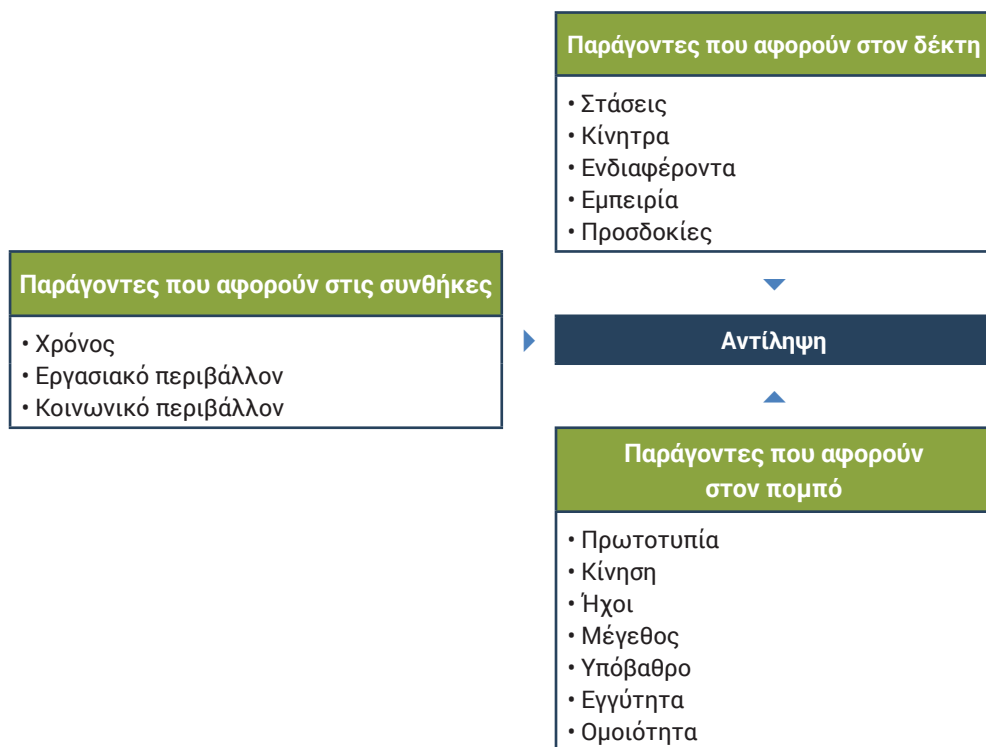 Παράγοντες που αφορούν στον δέκτη
• Στάσεις
• Κίνητρα
• Ενδιαφέροντα
• Εμπειρία
• Προσδοκίες
Παράγοντες που αφορούν στις συνθήκες
• Χρόνος
• Εργασιακό περιβάλλον
• Κοινωνικό περιβάλλον
Αντίληψη
Παράγοντες που αφορούν
στον πομπό
• Πρωτοτυπία
• Κίνηση
• Ήχοι
• Μέγεθος
• Υπόβαθρο
• Εγγύτητα
• Ομοιότητα